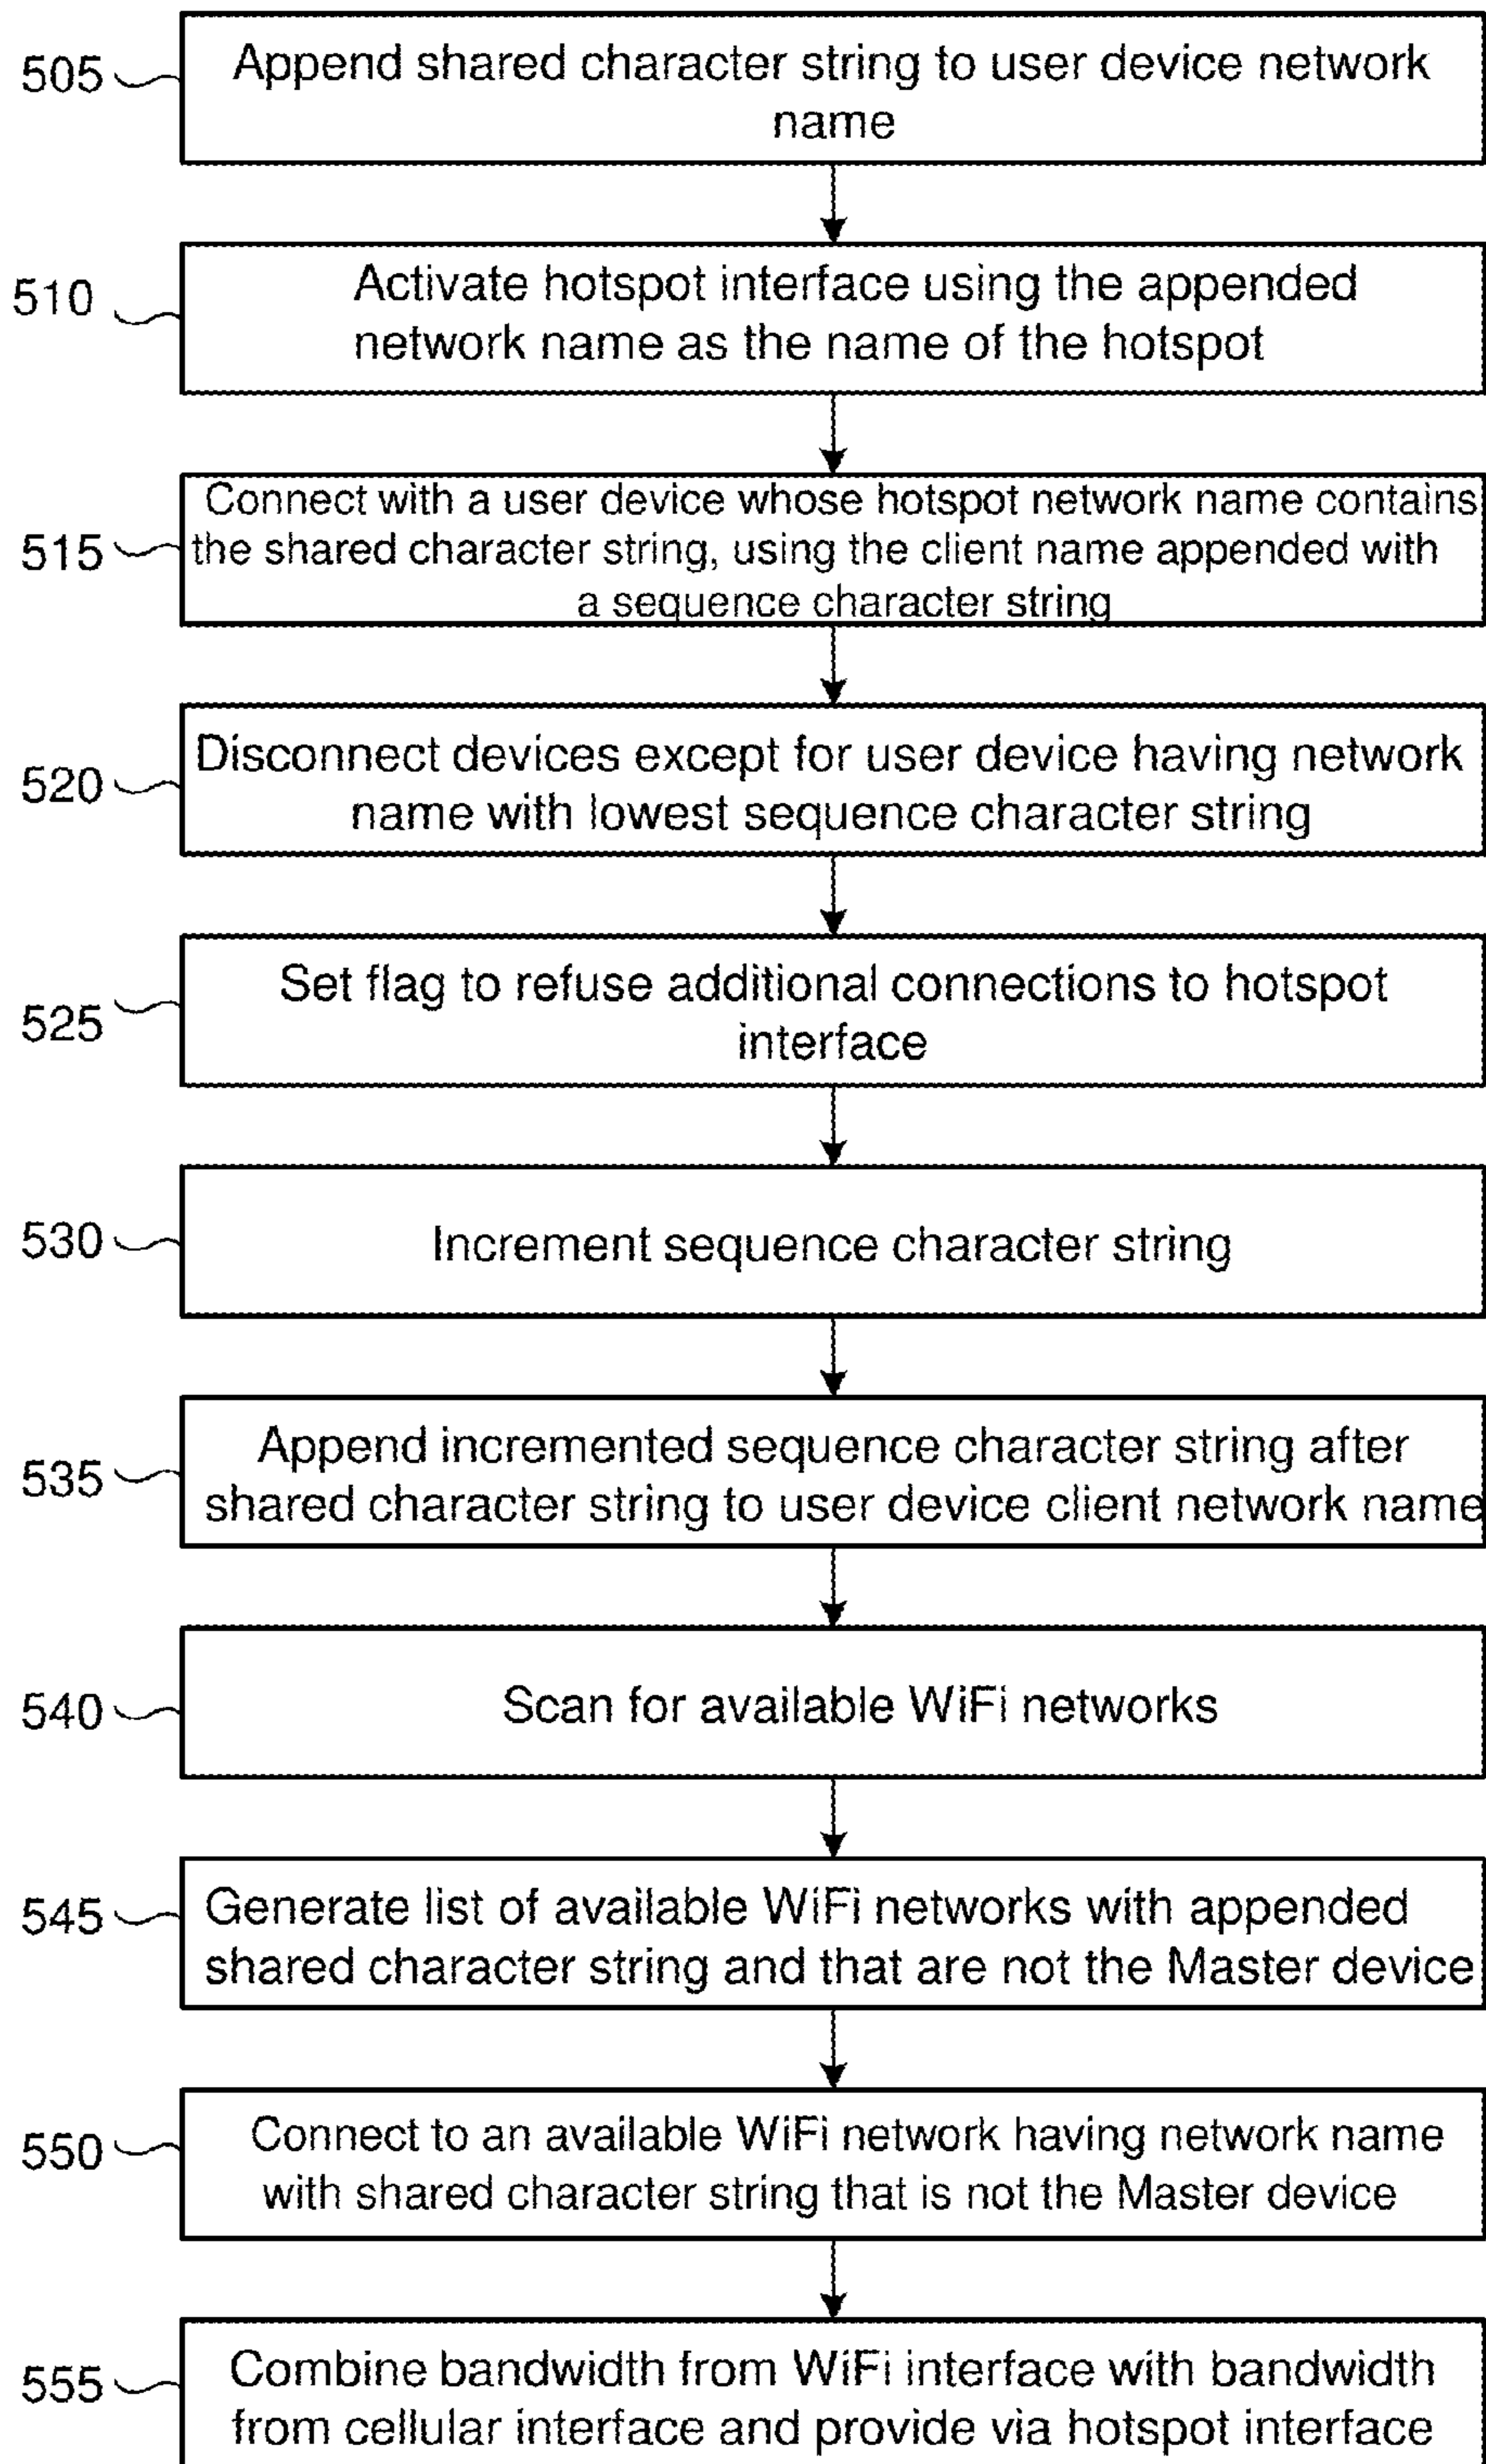 505
Append shared character string to user device network
name
510
Activate hotspot interface using the appended
network name as the name of the hotspot
515
Connect with a user device whose hotspot network name contains
the shared character string, using the client name appended with
a sequence character string
520
Disconnect devices except for user device having network
name with lowest sequence character string
525
Set flag to refuse additional connections to hotspot
interface
530
Increment sequence character string
535
Append incremented sequence character string after
shared character string to user device client network name
540
Scan for available WiFi networks
545
Generate list of available WiFi networks with appended
shared character string and that are not the Master device
550
Connect to an available WiFi network having network name
with shared character string that is not the Master device
555
Combine bandwidth from WiFi interface with bandwidth
from cellular interface and provide via hotspot interface